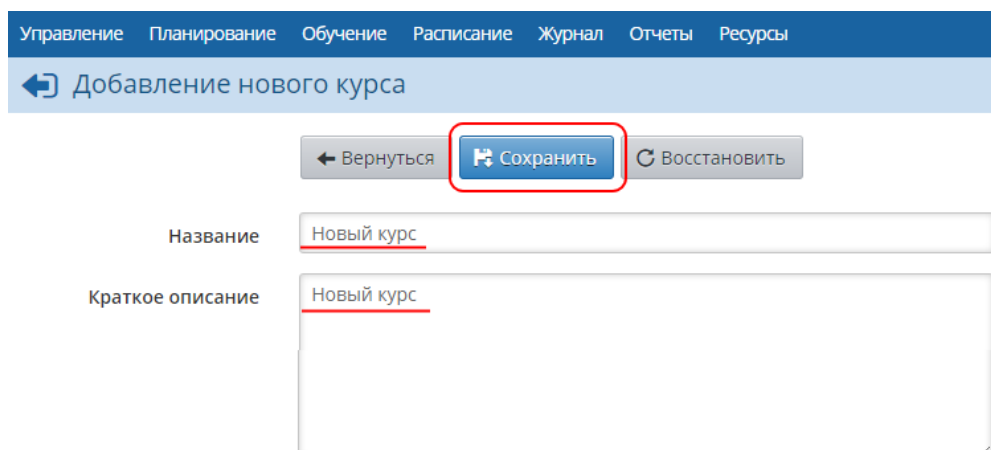 Управление Планирование Обучение Расписание Журнал Отчеты Ресурсы
Добавление нового курса
Вернуться Сохранить Восстановить
Название Новый курс
Краткое описание Новый курс